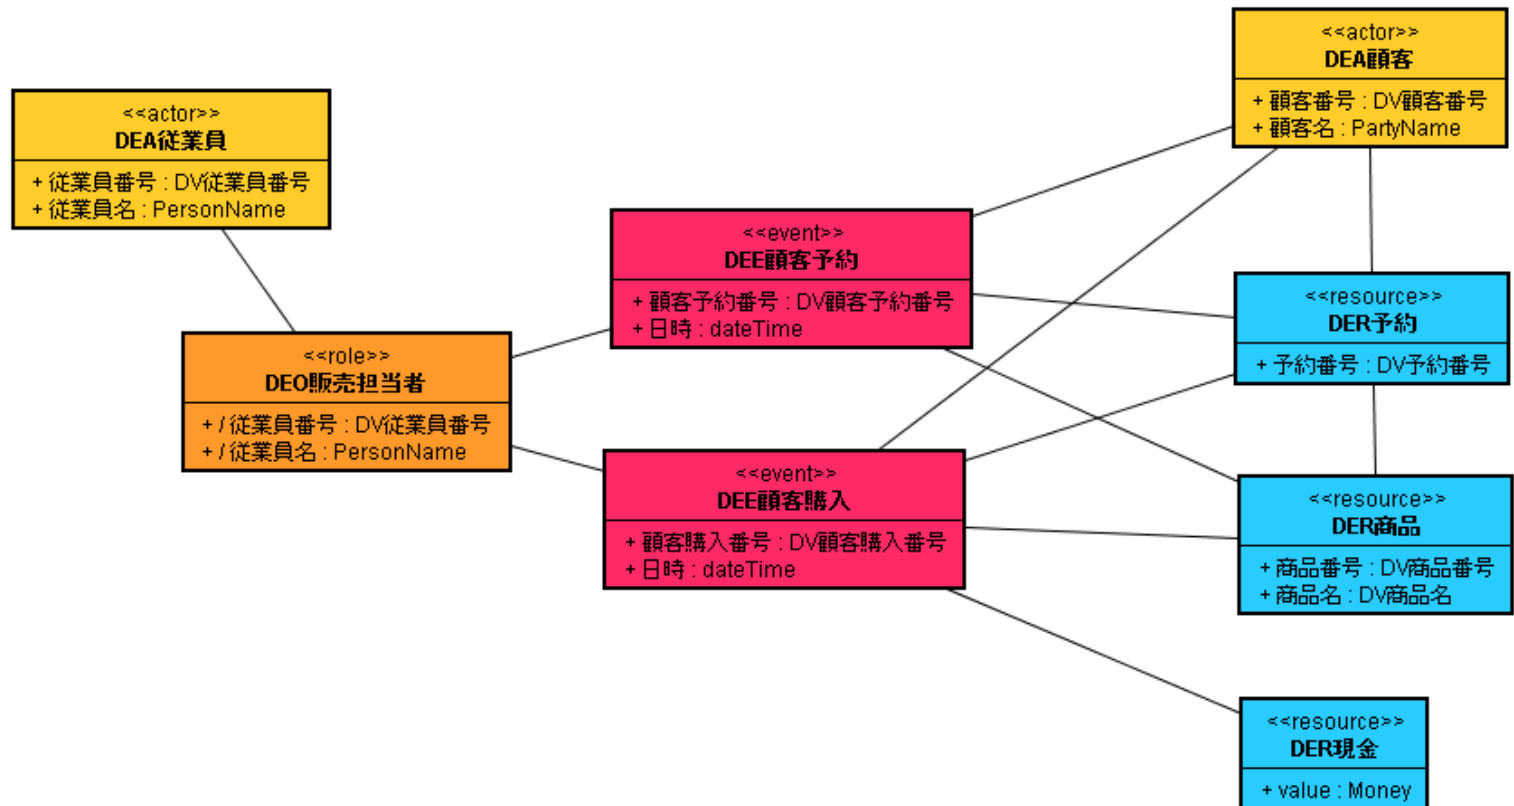 <<actor>>
DEA従業員
+ 従業員番号 : DV従業員番号
+ 従業員名 : PersonName
<<role>>
DEO販売担当者
+ / 従業員番号 : DV従業員番号
+ / 従業員名 : PersonName
<<event>>
DEE顧客予約
+ 顧客予約番号 : DV顧客予約番号
+ 日時 : dateTime
<<event>>
DEE顧客購入
+ 顧客購入番号 : DV顧客購入番号
+ 日時 : dateTime
<<actor>>
DEA顧客
+ 顧客番号 : DV顧客番号
+ 顧客名 : PartyName
<<resource>>
DER予約
+ 予約番号 : DV予約番号
<<resource>>
DER商品
+ 商品番号 : DV商品番号
+ 商品名 : DV商品名
<<resource>>
DER現金
+ value : Money